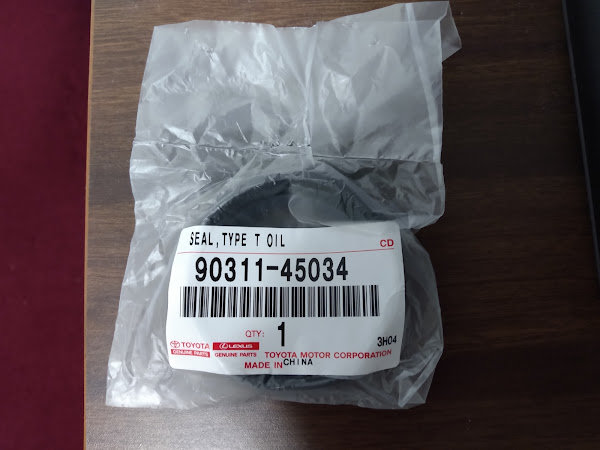 SEAL,TYPE T OIL
CD
90311-45034
QTY: 1
3H04
TOYOTA LEXUS
GENUINE PARTS GENUINE PARTS TOYOTA MOTOR CORPORATION
MADE IN CHINA